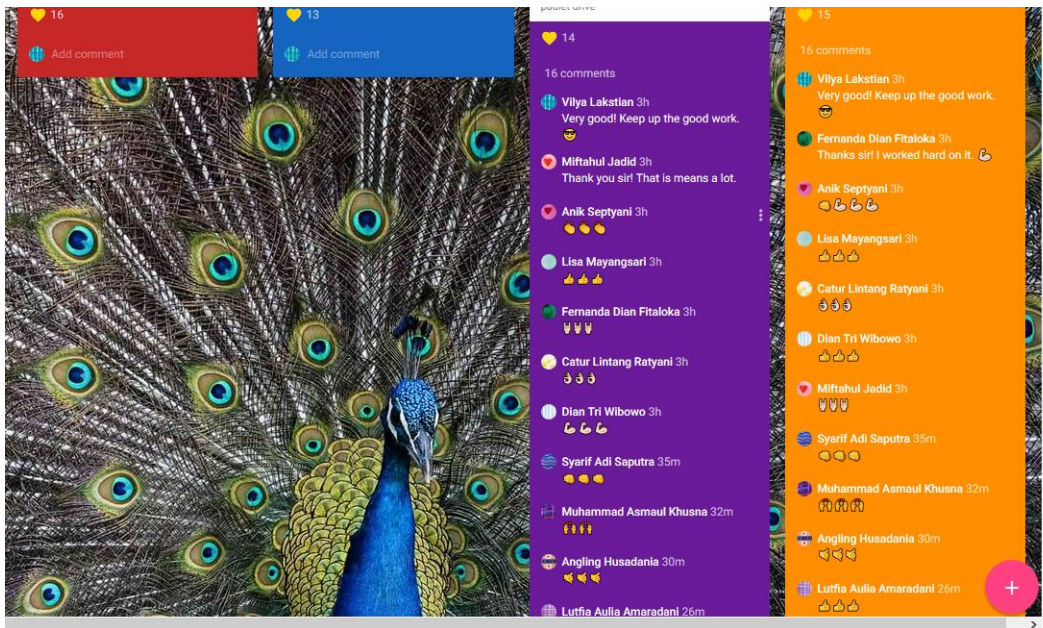 16
Add comment
13
Add comment
padlet drive
14
16 comments
Vilya Lakstian 3h
Very good! Keep up the good work.
😎
Miftahul Jadid 3h
Thank you sir! That is means a lot.
Anik Septyani 3h
👏👏👏
Lisa Mayangsari 3h
👍👍👍
Fernanda Dian Fitaloka 3h
🤘🤘🤘
Catur Lintang Ratyani 3h
👌👌👌
Dian Tri Wibowo 3h
💪💪💪
Syarif Adi Saputra 35m
👊👊👊
Muhammad Asmaul Khusna 32m
Angling Husadania 30m
🤙🤙🤙
Lutfia Aulia Amaradani 26m
15
16 comments
Vilya Lakstian 3h
Very good! Keep up the good work.
😎
Fernanda Dian Fitaloka 3h
Thanks sir! I worked hard on it. 💪
Anik Septyani 3h
🤜💪💪💪
Lisa Mayangsari 3h
👍👍👍
Catur Lintang Ratyani 3h
👌👌👌
Dian Tri Wibowo 3h
👍👍👍
Miftahul Jadid 3h
🤘🤘🤘
Syarif Adi Saputra 35m
👊👊👊
Muhammad Asmaul Khusna 32m
Angling Husadania 30m
🤙🤙🤙
Lutfia Aulia Amaradani 26m
👍👍👍